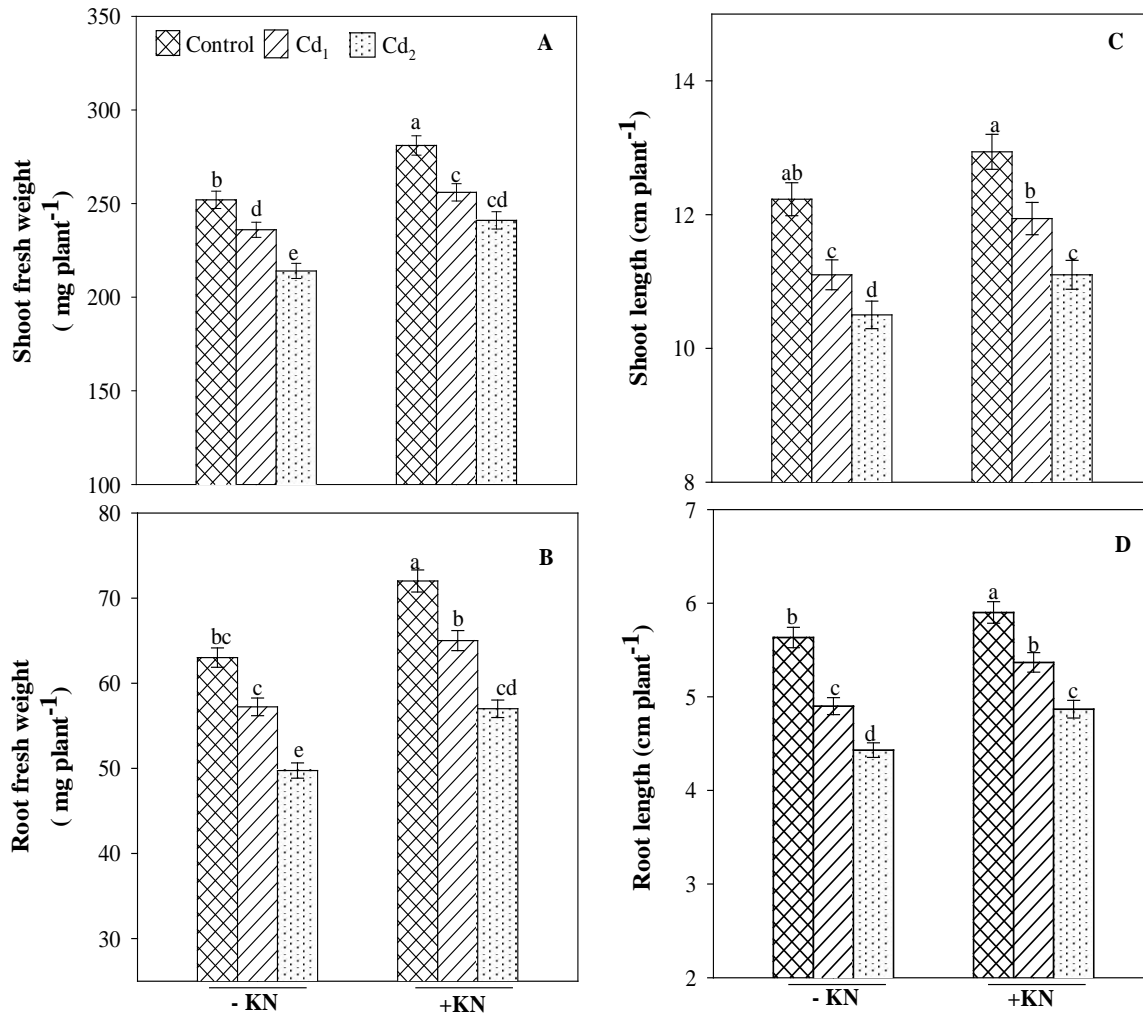 Control Cd₁ Cd₂
A
Shoot fresh weight
( mg plant⁻¹)
350
300
250
200
150
100
b
d
e
a
c
cd
C
Shoot length (cm plant⁻¹)
14
12
10
8
ab
c
d
a
b
c
B
Root fresh weight
( mg plant⁻¹)
80
70
60
50
40
30
bc
c
e
a
b
cd
- KN
+KN
D
Root length (cm plant⁻¹)
7
6
5
4
3
2
b
c
d
a
b
c
- KN
+KN